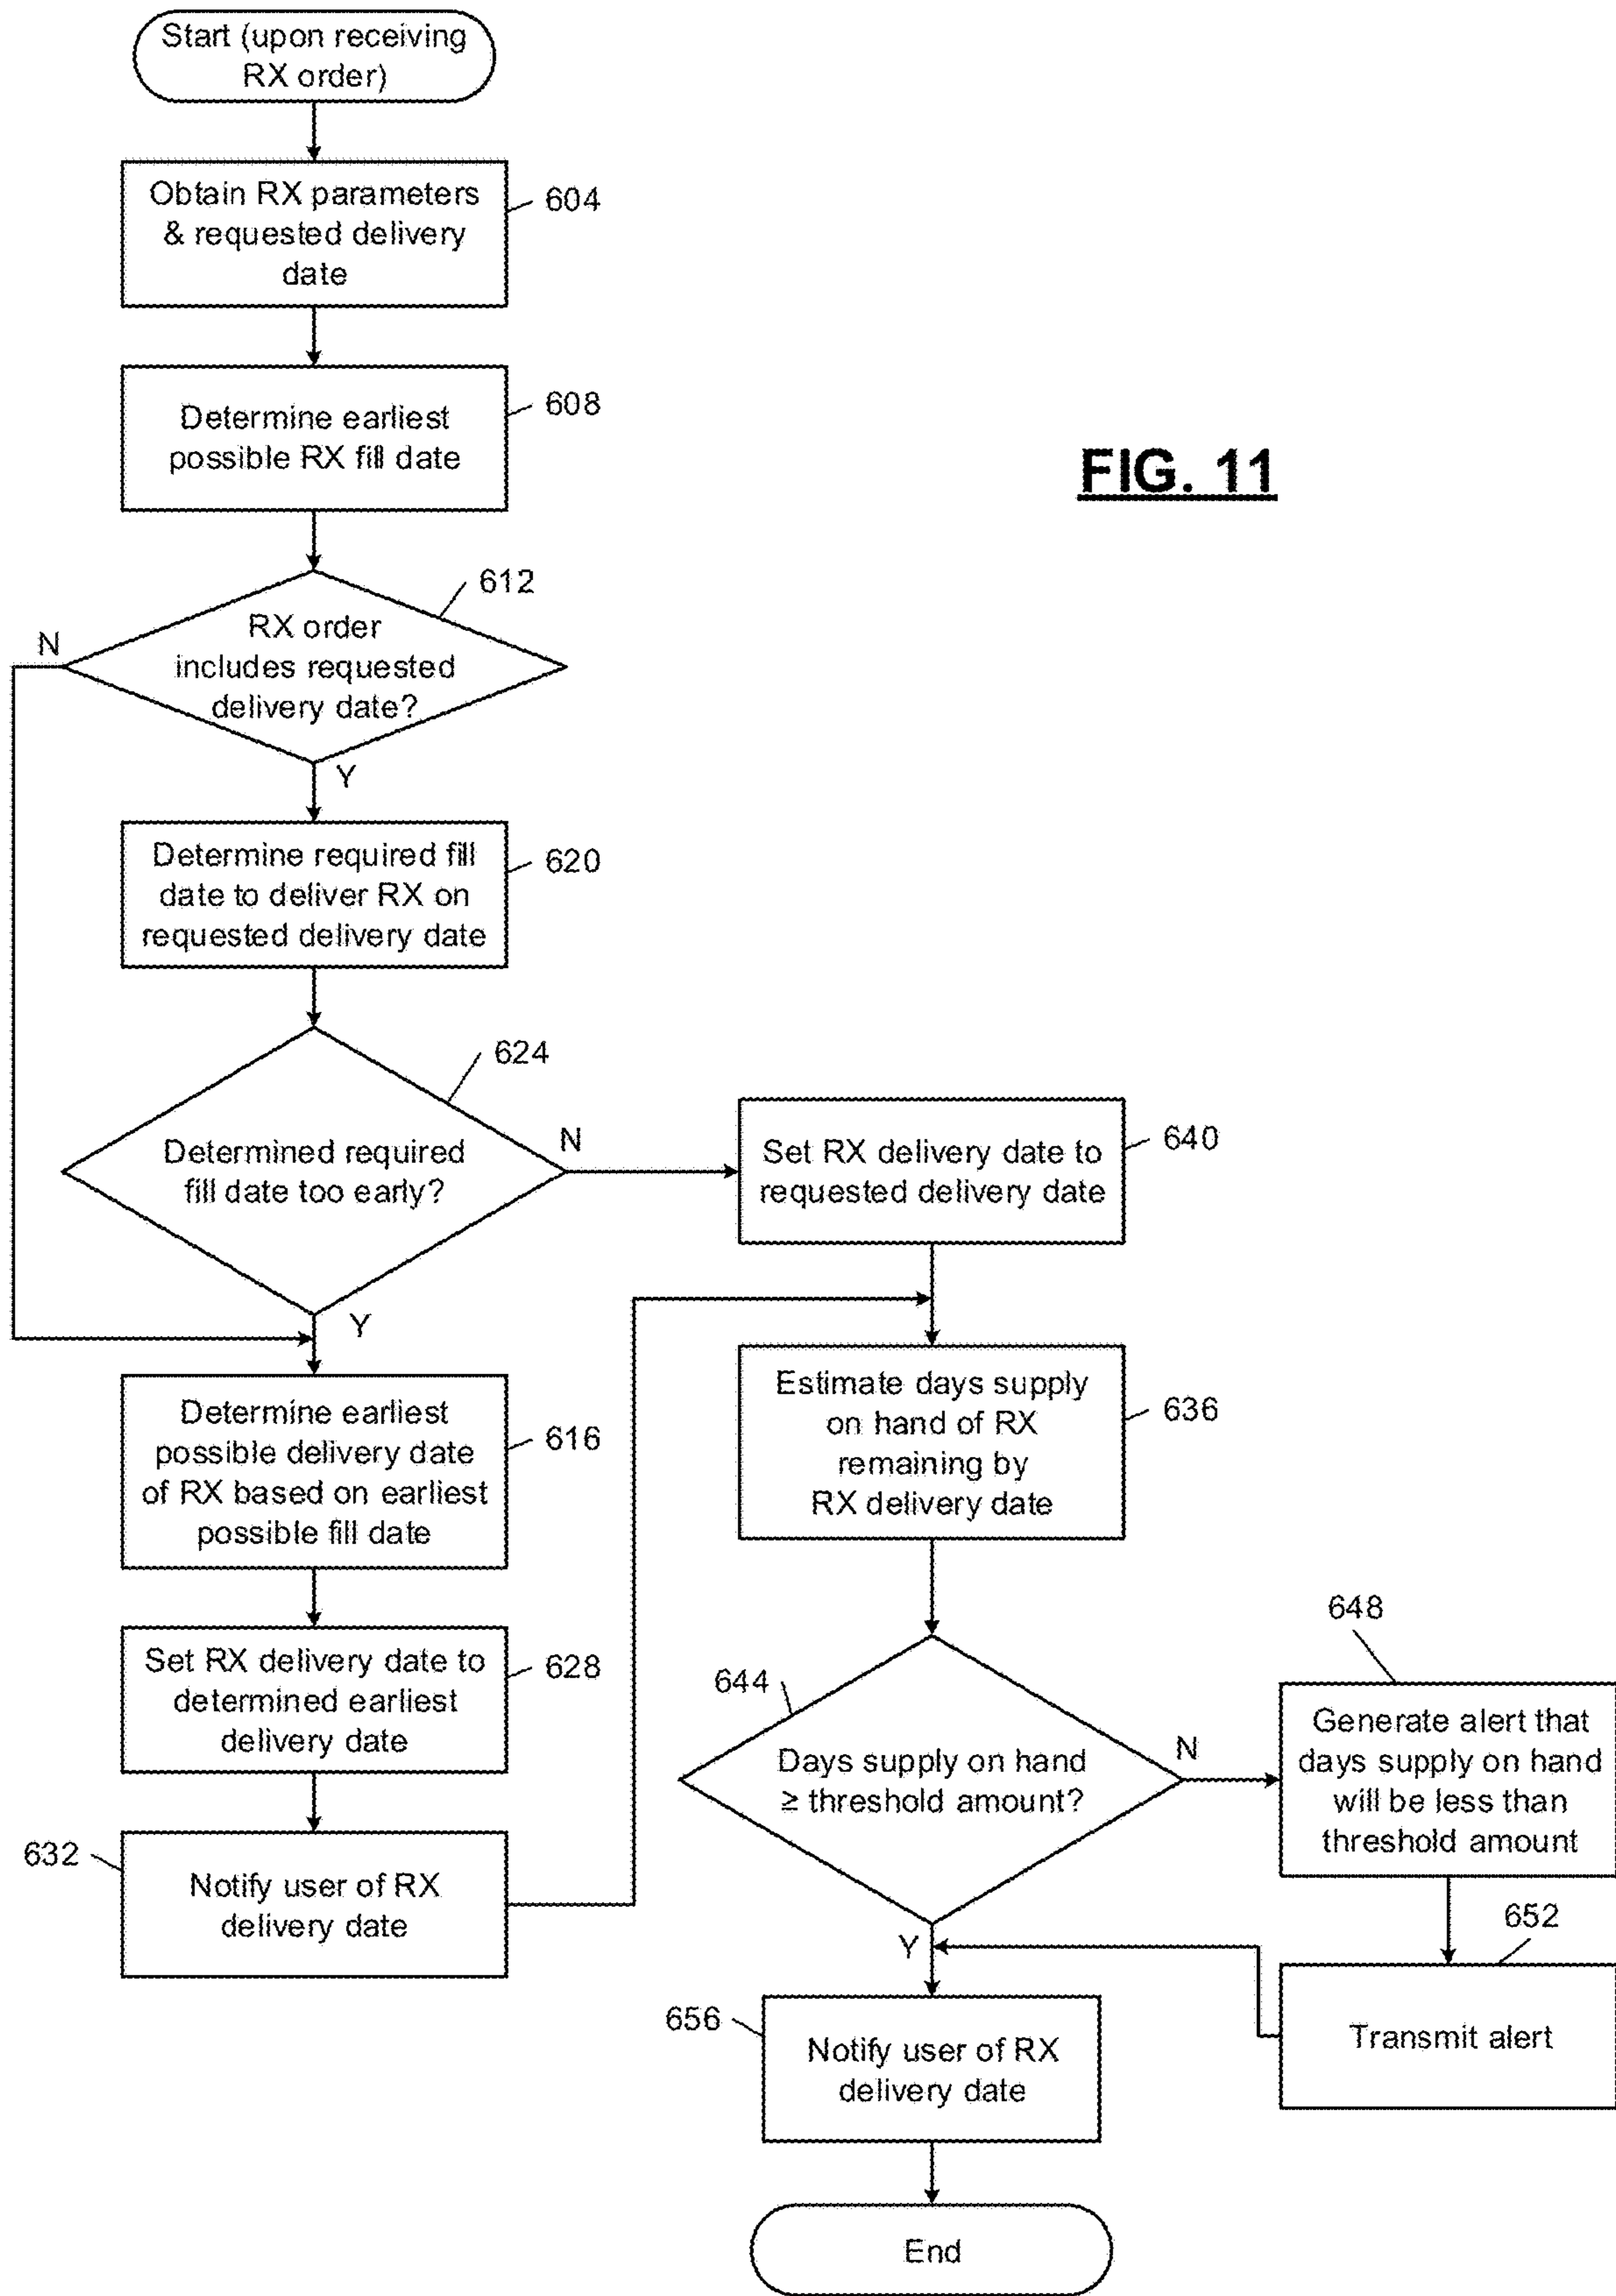 Start (upon receiving
RX order)
Obtain RX parameters
& requested delivery
date
604
Determine earliest
possible RX fill date
608
FIG. 11
612
RX order
includes requested
delivery date?
N
Y
Determine required fill
date to deliver RX on
requested delivery date
620
624
Determined required
fill date too early?
N
Y
Set RX delivery date to
requested delivery date
640
Determine earliest
possible delivery date
of RX based on earliest
possible fill date
616
Estimate days supply
on hand of RX
remaining by
RX delivery date
636
Set RX delivery date to
determined earliest
delivery date
628
632
Notify user of RX
delivery date
644
Days supply on hand
≥ threshold amount?
N
Y
648
Generate alert that
days supply on hand
will be less than
threshold amount
652
Transmit alert
656
Notify user of RX
delivery date
End